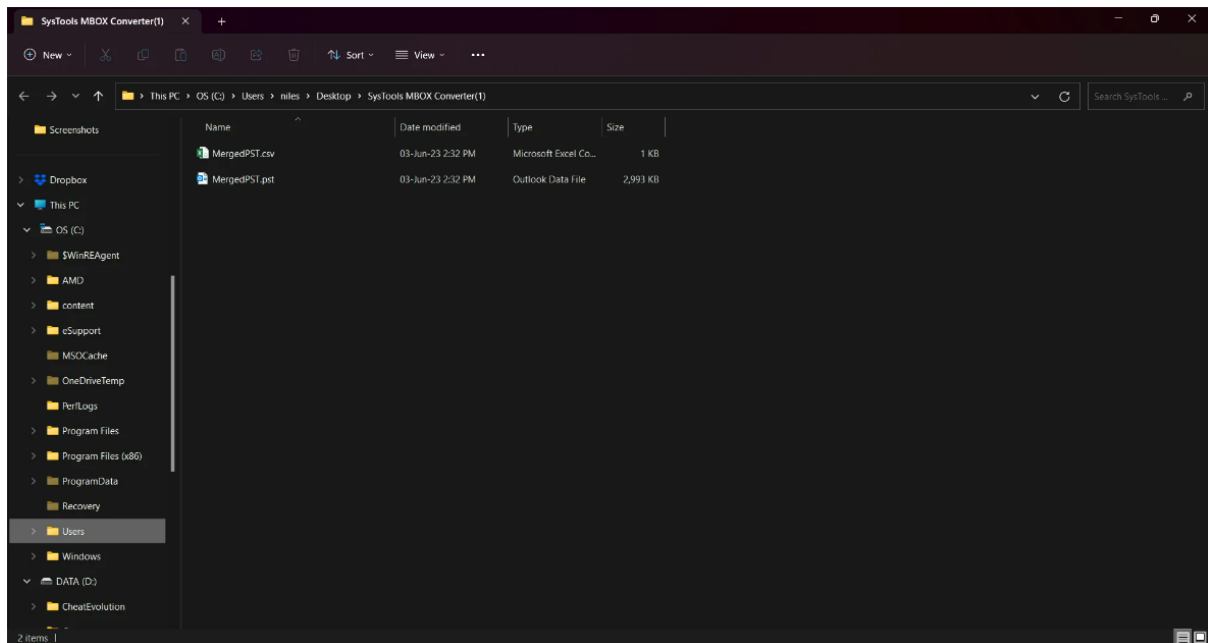 SysTools MBOX Converter(1)
New
Sort
View
This PC > OS (C:) > Users > niles > Desktop > SysTools MBOX Converter(1)
Search SysTools ...
Screenshots
Dropbox
This PC
OS (C:)
$WinREAgent
AMD
content
eSupport
MSOCache
OneDriveTemp
PerfLogs
Program Files
Program Files (x86)
ProgramData
Recovery
Users
Windows
DATA (D:)
CheatEvolution
Name Date modified Type Size
MergedPST.csv 03-Jun-23 2:32 PM Microsoft Excel Co... 1 KB
MergedPST.pst 03-Jun-23 2:32 PM Outlook Data File 2,993 KB
2 items